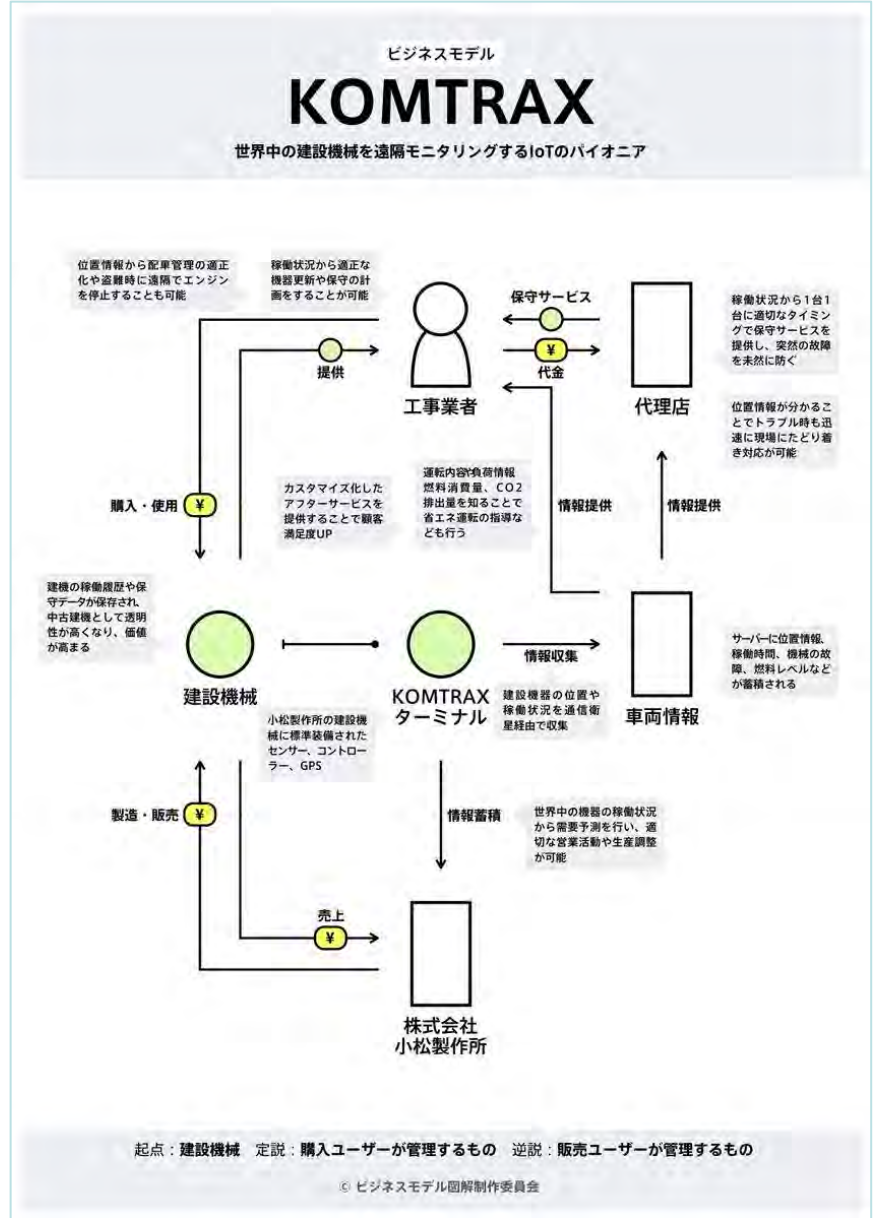 ビジネスモデル
KOMTRAX
世界中の建設機械を遠隔モニタリングするIoTのパイオニア
位置情報から配車管理の適正
化や盗難時に遠隔でエンジン
を停止することも可能
稼働状況から適正な
機器更新や保守の計
画をすることが可能
保守サービス
¥
代金
提供
工事業者
代理店
稼働状況から1台1
台に適切なタイミン
グで保守サービスを
提供し、突然の故障
を未然に防ぐ
位置情報が分かるこ
とでトラブル時も迅
速に現場にたどり着
き対応が可能
購入・使用
¥
カスタマイズ化した
アフターサービスを
提供することで顧客
満足度UP
運転内容や負荷情報
燃料消費量、CO2
排出量を知ることで
省エネ運転の指導な
ども行う
情報提供
情報提供
建機の稼働履歴や保
守データが保存され、
中古建機として透明
性が高くなり、価値
が高まる
建設機械
KOMTRAX
ターミナル
情報収集
車両情報
サーバーに位置情報、
稼働時間、機械の故
障、燃料レベルなど
が蓄積される
小松製作所の建設機
械に標準装備された
センサー、コントロー
ラー、GPS
建設機器の位置や
稼働状況を通信衛
星経由で収集
製造・販売
¥
情報蓄積
世界中の機器の稼働状況
から需要予測を行い、適
切な営業活動や生産調整
が可能
売上
¥
株式会社
小松製作所
起点：建設機械 定説：購入ユーザーが管理するもの 逆説：販売ユーザーが管理するもの
© ビジネスモデル図解制作委員会